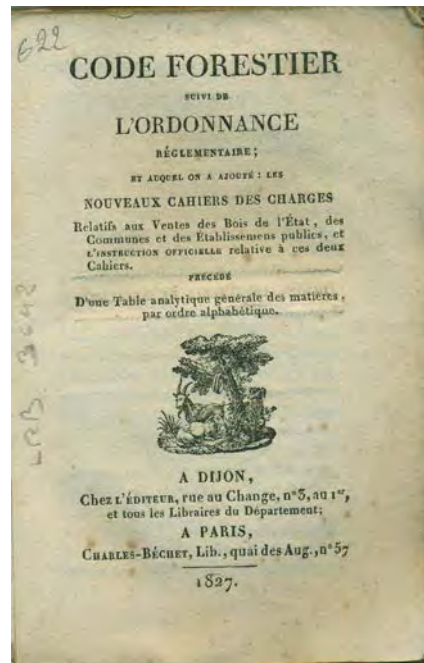 622
CODE FORESTIER
SUIVI DE
L'ORDONNANCE
RÉGLEMENTAIRE;
ET AUQUEL ON A AJOUTÉ : LES
NOUVEAUX CAHIERS DES CHARGES
Relatifs aux Ventes des Bois de l'État, des
Communes et des Établissemens publics, et
L'INSTRUCTION OFFICIELLE relative à ces deux
Cahiers.
PRÉCÉDÉ
D'une Table analytique générale des matières,
par ordre alphabétique.
A DIJON,
Chez L'ÉDITEUR, rue au Change, n°3, au 1er,
et tous les Libraires du Département;
A PARIS,
CHARLES-BÉCHET, Lib., quai des Aug., n°57
1827.